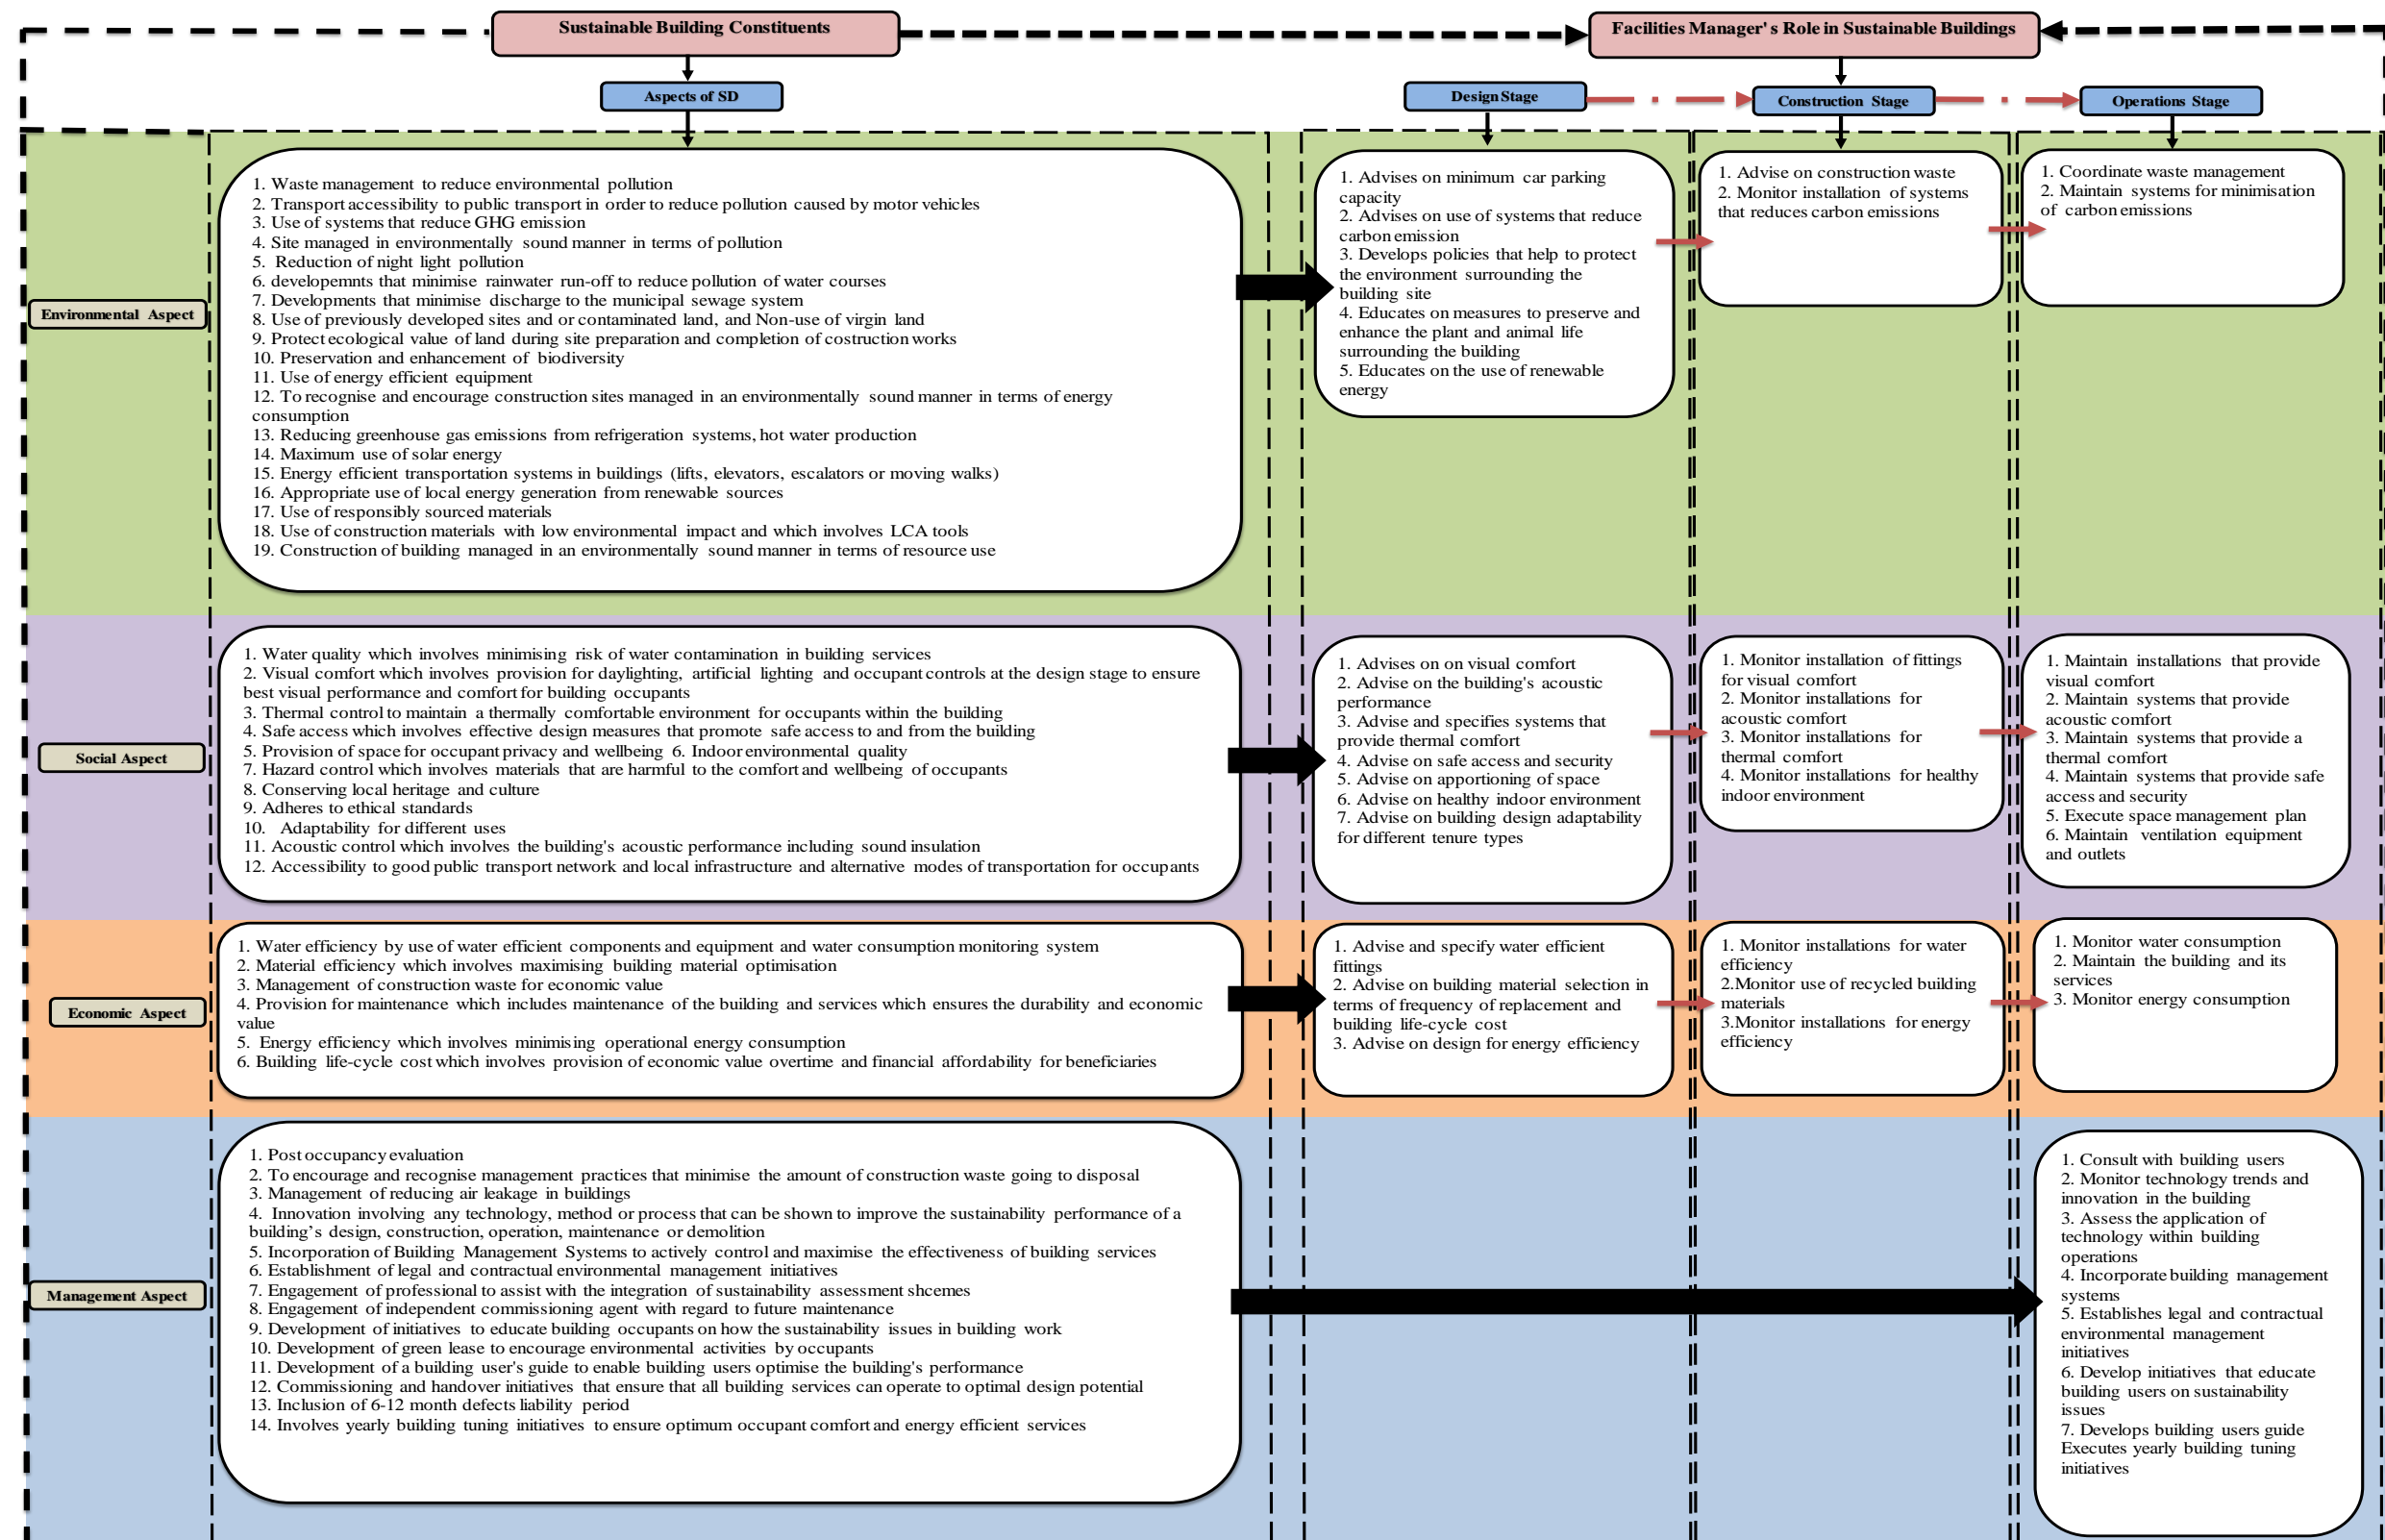 Sustainable Building Constituents
Facilities Manager's Role in Sustainable Buildings
Aspects of SD
Design Stage
Construction Stage
Operations Stage
Environmental Aspect
1. Waste management to reduce environmental pollution
2. Transport accessibility to public transport in order to reduce pollution caused by motor vehicles
3. Use of systems that reduce GHG emission
4. Site managed in environmentally sound manner in terms of pollution
5. Reduction of night light pollution
6. developemnts that minimise rainwater run-off to reduce pollution of water courses
7. Developments that minimise discharge to the municipal sewage system
8. Use of previously developed sites and or contaminated land, and Non-use of virgin land
9. Protect ecological value of land during site preparation and completion of costruction works
10. Preservation and enhancement of biodiversity
11. Use of energy efficient equipment
12. To recognise and encourage construction sites managed in an environmentally sound manner in terms of energy
consumption
13. Reducing greenhouse gas emissions from refrigeration systems, hot water production
14. Maximum use of solar energy
15. Energy efficient transportation systems in buildings (lifts, elevators, escalators or moving walks)
16. Appropriate use of local energy generation from renewable sources
17. Use of responsibly sourced materials
18. Use of construction materials with low environmental impact and which involves LCA tools
19. Construction of building managed in an environmentally sound manner in terms of resource use
1. Advises on minimum car parking
capacity
2. Advises on use of systems that reduce
carbon emission
3. Develops policies that help to protect
the environment surrounding the
building site
4. Educates on measures to preserve and
enhance the plant and animal life
surrounding the building
5. Educates on the use of renewable
energy
1. Advise on construction waste
2. Monitor installation of systems
that reduces carbon emissions
1. Coordinate waste management
2. Maintain systems for minimisation
of carbon emissions
Social Aspect
1. Water quality which involves minimising risk of water contamination in building services
2. Visual comfort which involves provision for daylighting, artificial lighting and occupant controls at the design stage to ensure
best visual performance and comfort for building occupants
3. Thermal control to maintain a thermally comfortable environment for occupants within the building
4. Safe access which involves effective design measures that promote safe access to and from the building
5. Provision of space for occupant privacy and wellbeing 6. Indoor environmental quality
7. Hazard control which involves materials that are harmful to the comfort and wellbeing of occupants
8. Conserving local heritage and culture
9. Adheres to ethical standards
10. Adaptability for different uses
11. Acoustic control which involves the building's acoustic performance including sound insulation
12. Accessibility to good public transport network and local infrastructure and alternative modes of transportation for occupants
1. Advises on on visual comfort
2. Advise on the building's acoustic
performance
3. Advise and specifies systems that
provide thermal comfort
4. Advise on safe access and security
5. Advise on apportioning of space
6. Advise on healthy indoor environment
7. Advise on building design adaptability
for different tenure types
1. Monitor installation of fittings
for visual comfort
2. Monitor installations for
acoustic comfort
3. Monitor installations for
thermal comfort
4. Monitor installations for healthy
indoor environment
1. Maintain installations that provide
visual comfort
2. Maintain systems that provide
acoustic comfort
3. Maintain systems that provide a
thermal comfort
4. Maintain systems that provide safe
access and security
5. Execute space management plan
6. Maintain ventilation equipment
and outlets
Economic Aspect
1. Water efficiency by use of water efficient components and equipment and water consumption monitoring system
2. Material efficiency which involves maximising building material optimisation
3. Management of construction waste for economic value
4. Provision for maintenance which includes maintenance of the building and services which ensures the durability and economic
value
5. Energy efficiency which involves minimising operational energy consumption
6. Building life-cycle cost which involves provision of economic value overtime and financial affordability for beneficiaries
1. Advise and specify water efficient
fittings
2. Advise on building material selection in
terms of frequency of replacement and
building life-cycle cost
3. Advise on design for energy efficiency
1. Monitor installations for water
efficiency
2.Monitor use of recycled building
materials
3.Monitor installations for energy
efficiency
1. Monitor water consumption
2. Maintain the building and its
services
3. Monitor energy consumption
Management Aspect
1. Post occupancy evaluation
2. To encourage and recognise management practices that minimise the amount of construction waste going to disposal
3. Management of reducing air leakage in buildings
4. Innovation involving any technology, method or process that can be shown to improve the sustainability performance of a
building’s design, construction, operation, maintenance or demolition
5. Incorporation of Building Management Systems to actively control and maximise the effectiveness of building services
6. Establishment of legal and contractual environmental management initiatives
7. Engagement of professional to assist with the integration of sustainability assessment shcemes
8. Engagement of independent commissioning agent with regard to future maintenance
9. Development of initiatives to educate building occupants on how the sustainability issues in building work
10. Development of green lease to encourage environmental activities by occupants
11. Development of a building user's guide to enable building users optimise the building's performance
12. Commissioning and handover initiatives that ensure that all building services can operate to optimal design potential
13. Inclusion of 6-12 month defects liability period
14. Involves yearly building tuning initiatives to ensure optimum occupant comfort and energy efficient services
1. Consult with building users
2. Monitor technology trends and
innovation in the building
3. Assess the application of
technology within building
operations
4. Incorporate building management
systems
5. Establishes legal and contractual
environmental management
initiatives
6. Develop initiatives that educate
building users on sustainability
issues
7. Develops building users guide
Executes yearly building tuning
initiatives